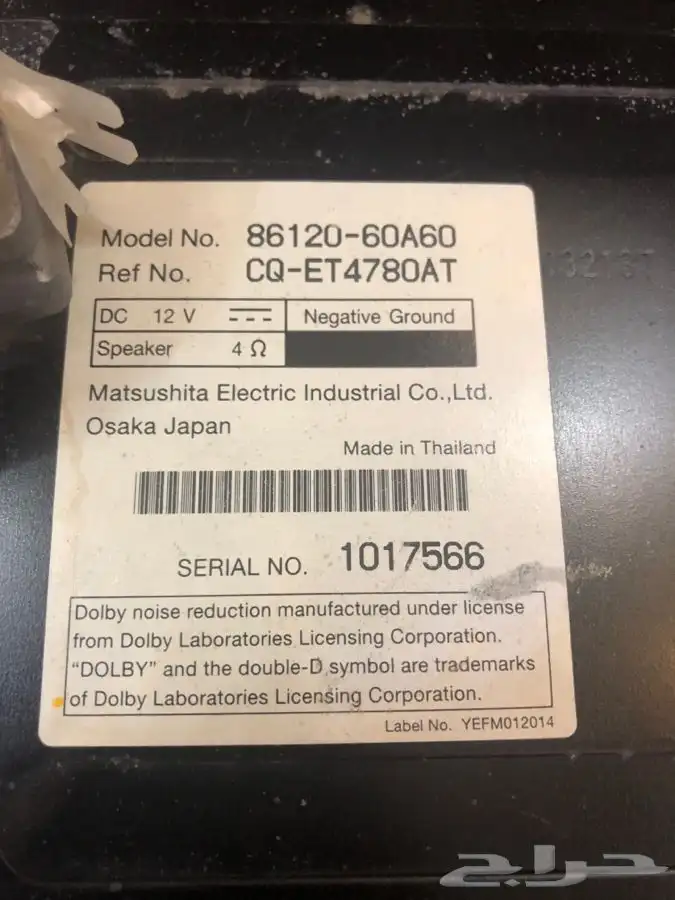 Model No. 86120-60A60
Ref No. CQ-ET4780AT
DC 12 V Negative Ground
Speaker 4 Ω
Matsushita Electric Industrial Co.,Ltd.
Osaka Japan
Made in Thailand
SERIAL NO. 1017566
Dolby noise reduction manufactured under license
from Dolby Laboratories Licensing Corporation.
“DOLBY” and the double-D symbol are trademarks
of Dolby Laboratories Licensing Corporation.
Label No. YEFM012014
حراج